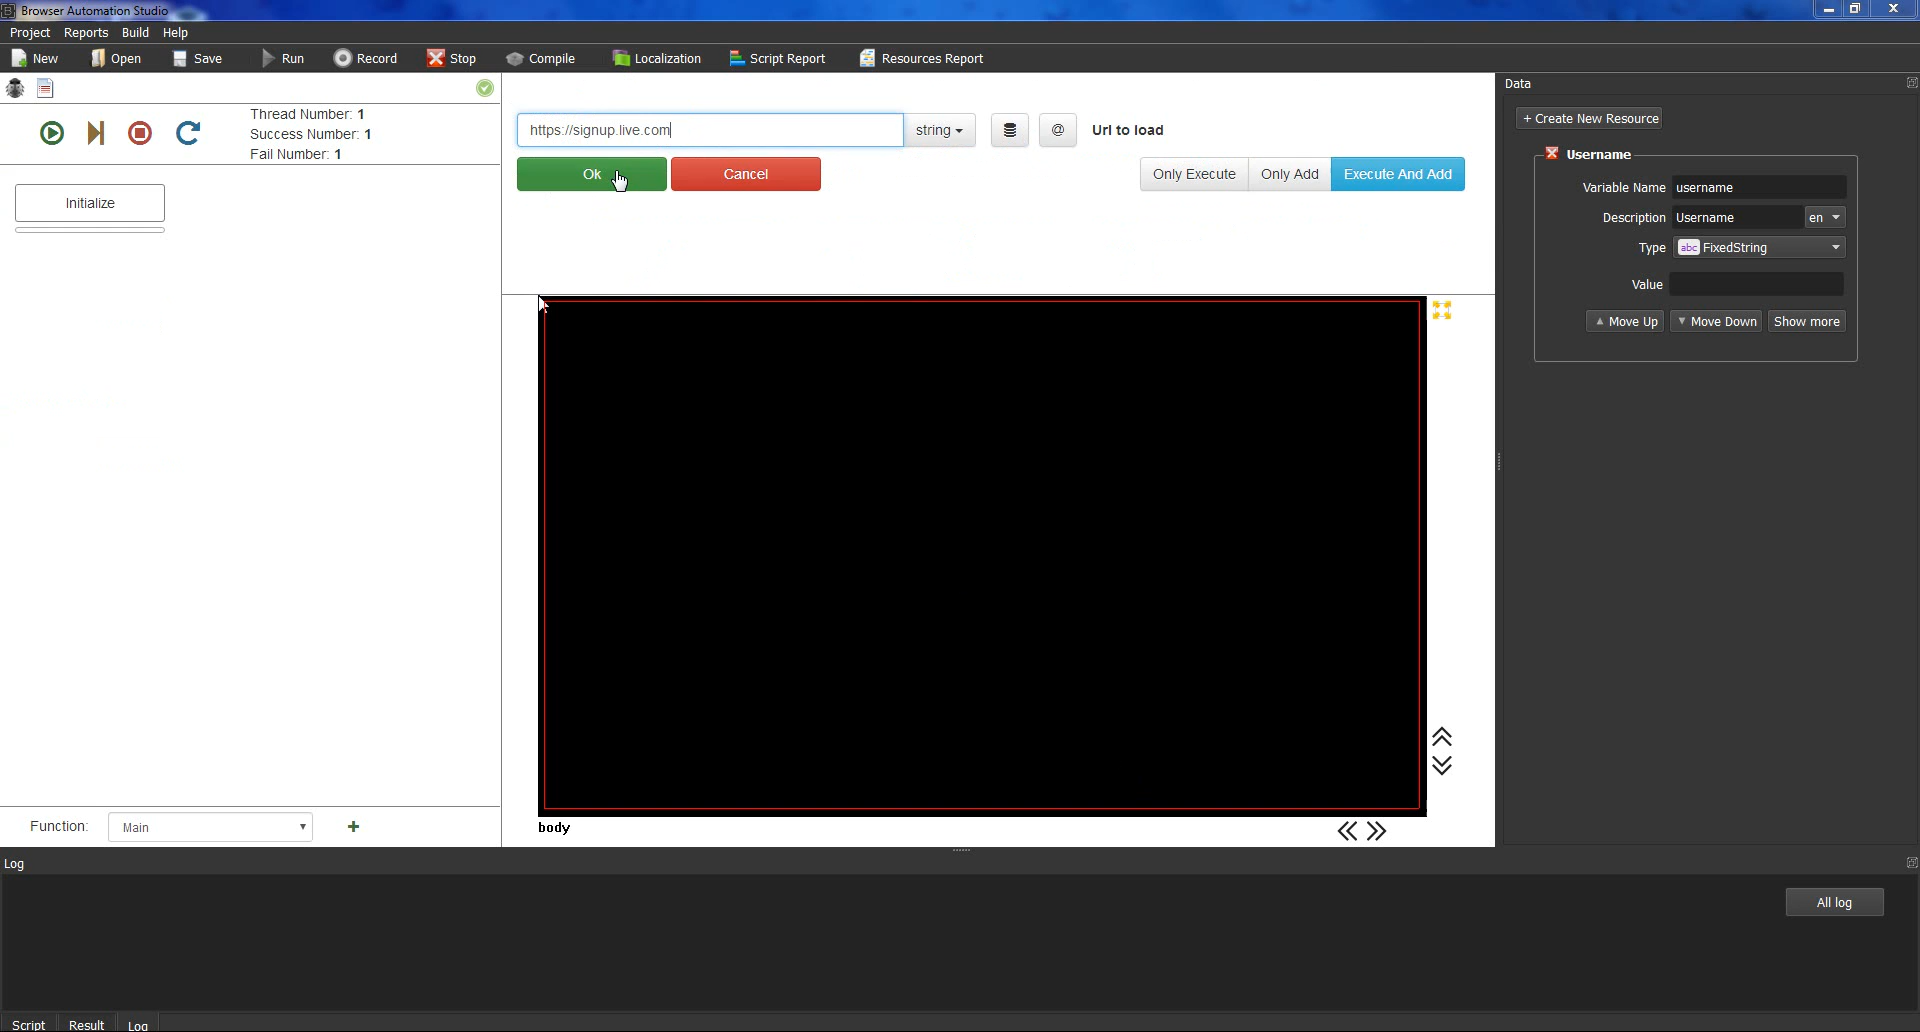 Browser Automation Studio
Project Reports Build Help
New Open Save Run Record Stop Compile Localization Script Report Resources Report
Thread Number: 1
Success Number: 1
Fail Number: 1
Initialize
Function: Main
https://signup.live.com string @ Url to load
Ok Cancel Only Execute Only Add Execute And Add
body
Data
+ Create New Resource
Username
Variable Name username
Description Username en
Type abc FixedString
Value
Move Up Move Down Show more
Log
All log
Script Result Log